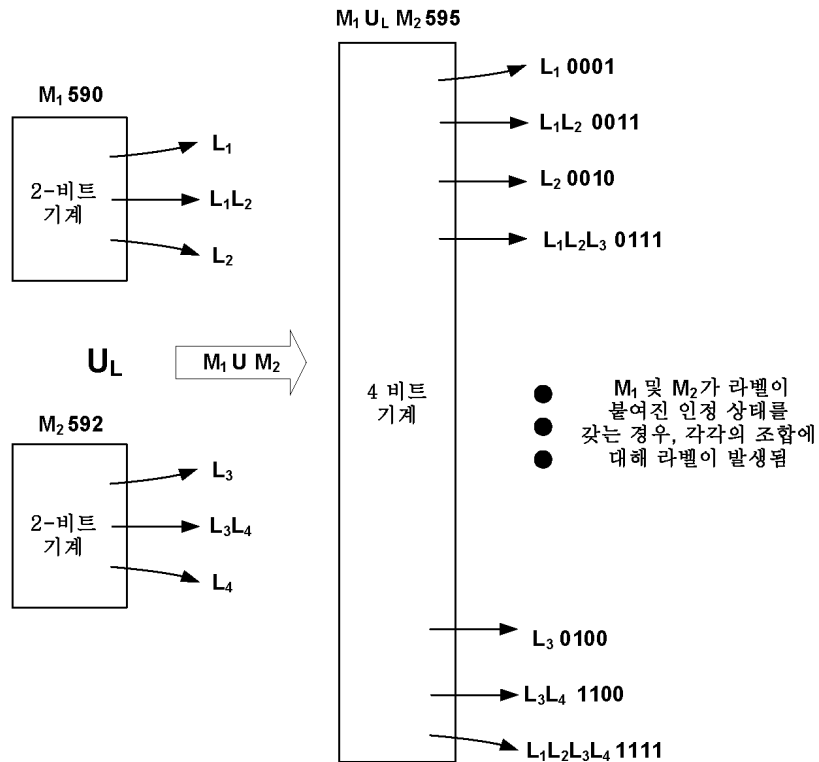 M₁ 590
2-비트
기계
L₁
L₁L₂
L₂
U_L
M₁ U M₂
M₂ 592
2-비트
기계
L₃
L₃L₄
L₄
M₁ U_L M₂ 595
4 비트
기계
L₁ 0001
L₁L₂ 0011
L₂ 0010
L₁L₂L₃ 0111
M₁ 및 M₂가 라벨이
붙여진 인정 상태를
갖는 경우, 각각의 조합에
대해 라벨이 발생됨
L₃ 0100
L₃L₄ 1100
L₁L₂L₃L₄ 1111